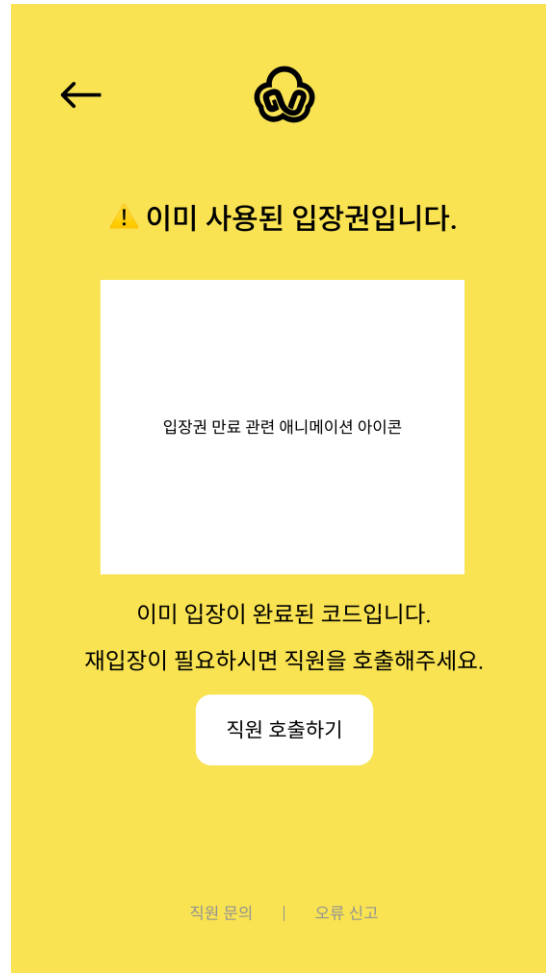 ⚠️ 이미 사용된 입장권입니다.
입장권 만료 관련 애니메이션 아이콘
이미 입장이 완료된 코드입니다.
재입장이 필요하시면 직원을 호출해주세요.
직원 호출하기
직원 문의 | 오류 신고